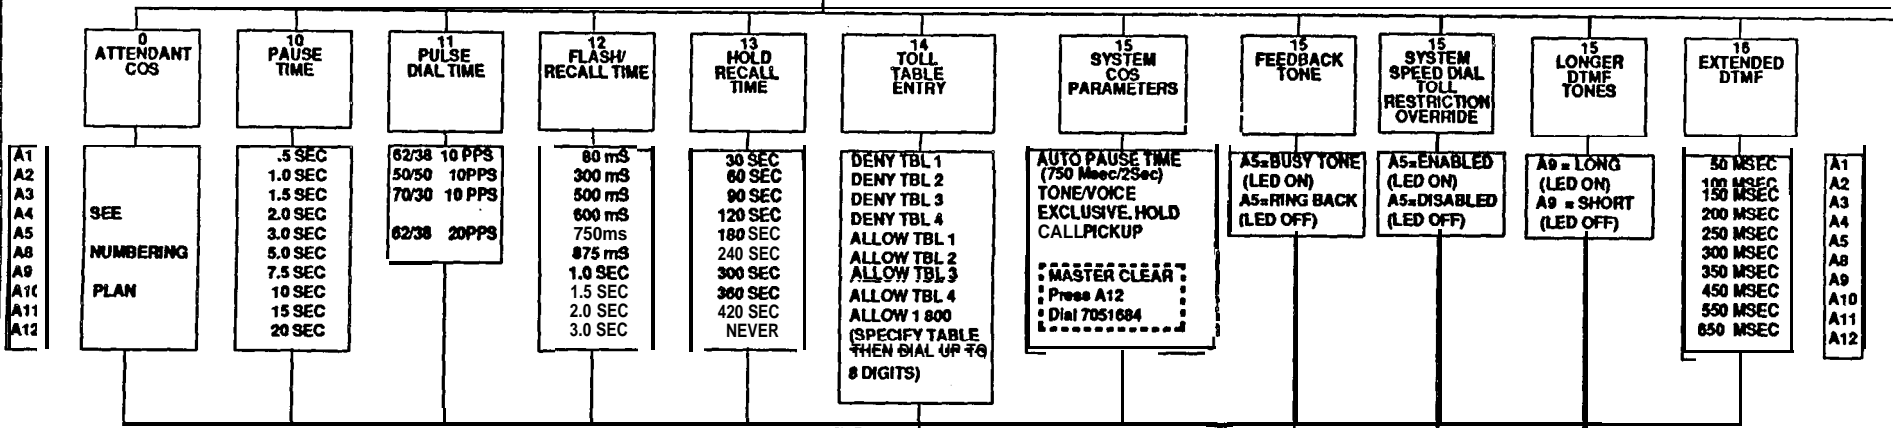 0
ATTENDANT
COS
10
PAUSE
TIME
11
PULSE
DIAL TIME
12
FLASH/
RECALL TIME
13
HOLD
RECALL
TIME
14
TOLL
TABLE
ENTRY
15
SYSTEM
COS
PARAMETERS
15
FEEDBACK
TONE
15
SYSTEM
SPEED DIAL
TOLL
RESTRICTION
OVERRIDE
15
LONGER
DTMF
TONES
16
EXTENDED
DTMF
A1
A2
A3
A4
A5
A8
A9
A10
A11
A12
SEE
NUMBERING
PLAN
.5 SEC
1.0 SEC
1.5 SEC
2.0 SEC
3.0 SEC
5.0 SEC
7.5 SEC
10 SEC
15 SEC
20 SEC
62/38 10 PPS
50/50 10PPS
70/30 10 PPS
62/38 20PPS
80 mS
300 mS
500 mS
600 mS
750ms
875 mS
1.0 SEC
1.5 SEC
2.0 SEC
3.0 SEC
30 SEC
60 SEC
90 SEC
120 SEC
180 SEC
240 SEC
300 SEC
360 SEC
420 SEC
NEVER
DENY TBL 1
DENY TBL 2
DENY TBL 3
DENY TBL 4
ALLOW TBL 1
ALLOW TBL 2
ALLOW TBL 3
ALLOW TBL 4
ALLOW 1 800
(SPECIFY TABLE
THEN DIAL UP TO
8 DIGITS)
AUTO PAUSE TIME
(750 Msec/2Sec)
TONE/VOICE
EXCLUSIVE. HOLD
CALLPICKUP
MASTER CLEAR
Press A12
Dial 7051684
A5=BUSY TONE
(LED ON)
A5=RING BACK
(LED OFF)
A5=ENABLED
(LED ON)
A5=DISABLED
(LED OFF)
A9 = LONG
(LED ON)
A9 = SHORT
(LED OFF)
50 MSEC
100 MSEC
150 MSEC
200 MSEC
250 MSEC
300 MSEC
350 MSEC
450 MSEC
550 MSEC
650 MSEC
A1
A2
A3
A4
A5
A8
A9
A10
A11
A12